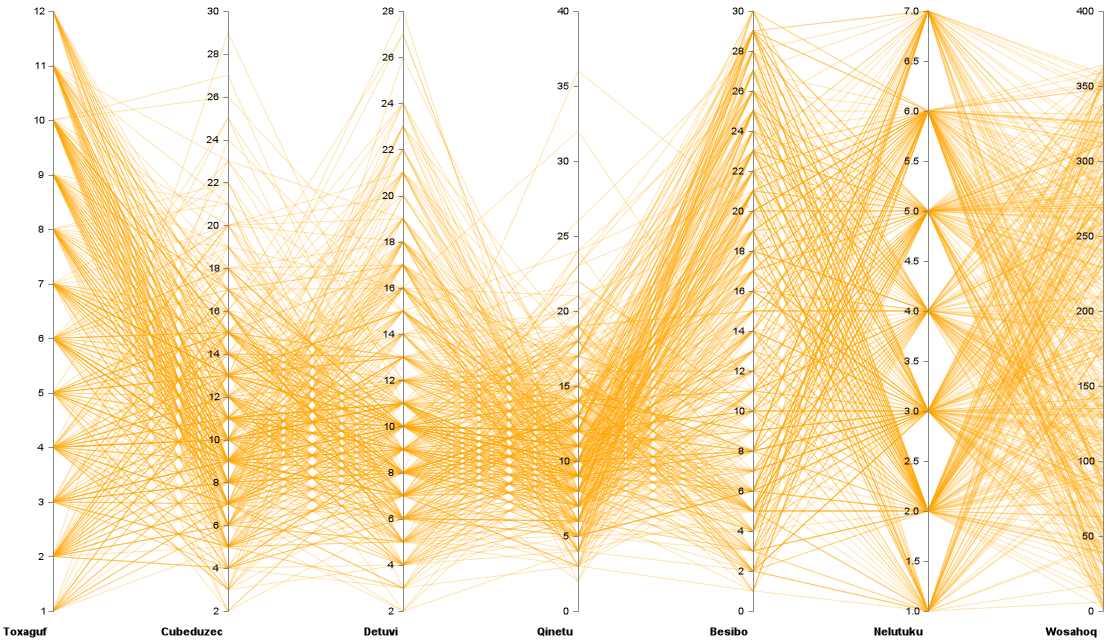 12 11 10 9 8 7 6 5 4 3 2 1
30 28 26 24 22 20 18 16 14 12 10 8 6 4 2
28 26 24 22 20 18 16 14 12 10 8 6 4 2
40 35 30 25 20 15 10 5 0
30 28 26 24 22 20 18 16 14 12 10 8 6 4 2 0
7.0 6.5 6.0 5.5 5.0 4.5 4.0 3.5 3.0 2.5 2.0 1.5 1.0
400 350 300 250 200 150 100 50 0
Toxaguf Cubeduzec Detuvi Qinetu Besibo Nelutuku Wosahoq